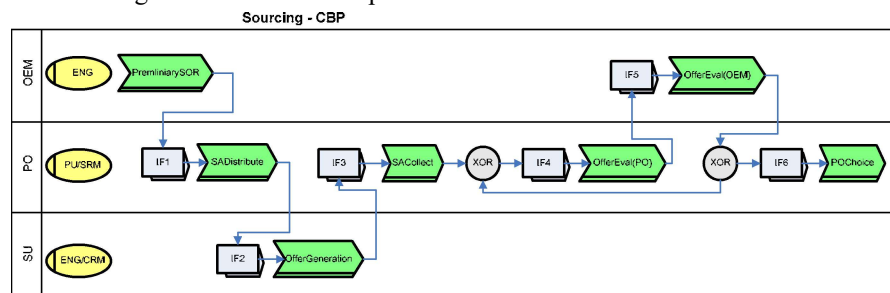 Sourcing - CBP
OEM
ENG
PremliniarySOR
IF5
OfferEval(OEM)
PO
PU/SRM
IF1
SADistribute
IF3
SACollect
XOR
IF4
OfferEval(PO)
XOR
IF6
POChoice
SU
ENG/CRM
IF2
OfferGeneration